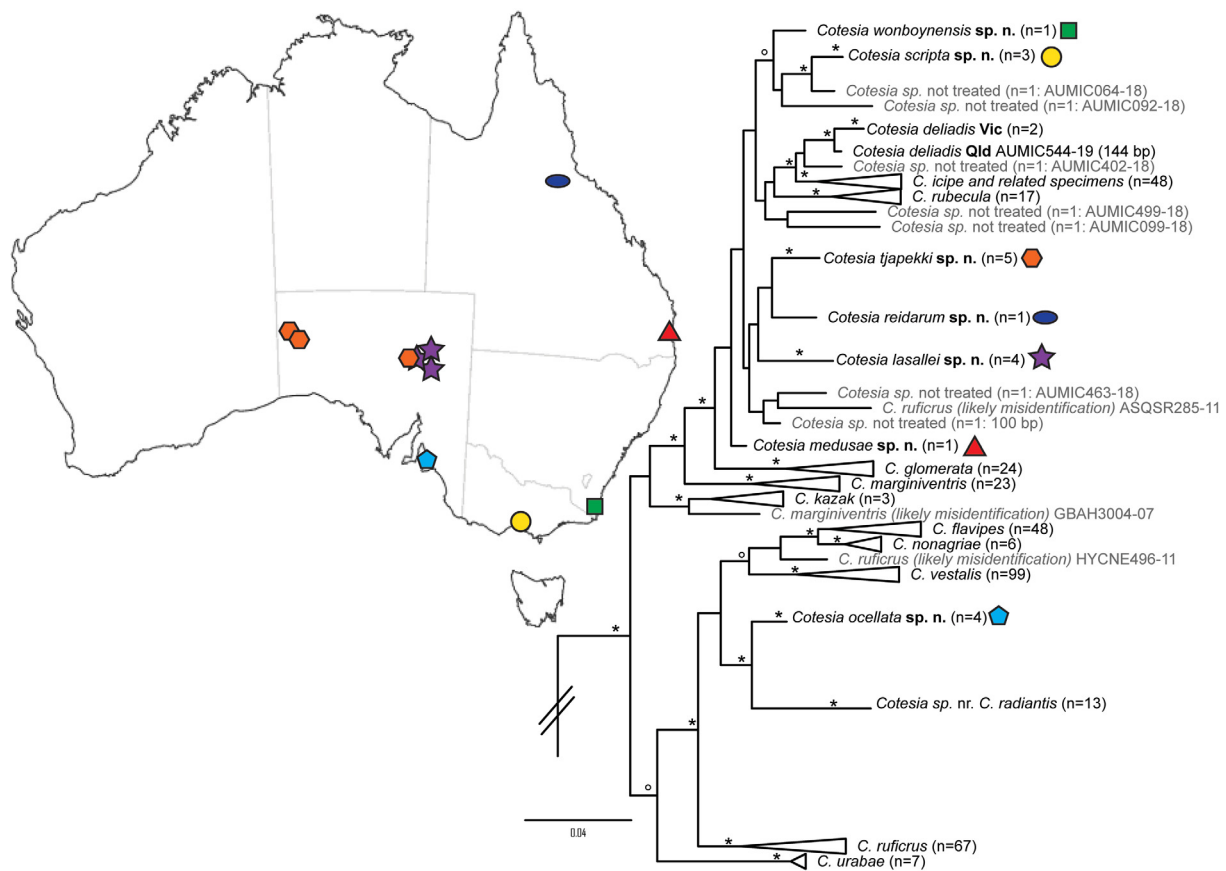 Cotesia wonboynensis sp. n. (n=1)
Cotesia scripta sp. n. (n=3)
Cotesia sp. not treated (n=1: AUMIC064-18)
Cotesia sp. not treated (n=1: AUMIC092-18)
Cotesia deliadis Vic (n=2)
Cotesia deliadis Qld AUMIC544-19 (144 bp)
Cotesia sp. not treated (n=1: AUMIC402-18)
C. icipe and related specimens (n=48)
C. rubecula (n=17)
Cotesia sp. not treated (n=1: AUMIC499-18)
Cotesia sp. not treated (n=1: AUMIC099-18)
Cotesia tjapekki sp. n. (n=5)
Cotesia reidarum sp. n. (n=1)
Cotesia lasallei sp. n. (n=4)
Cotesia sp. not treated (n=1: AUMIC463-18)
C. ruficrus (likely misidentification) ASQSR285-11
Cotesia sp. not treated (n=1: 100 bp)
Cotesia medusae sp. n. (n=1)
C. glomerata (n=24)
C. marginiventris (n=23)
C. kazak (n=3)
C. marginiventris (likely misidentification) GBAH3004-07
C. flavipes (n=48)
C. nonagriae (n=6)
C. ruficrus (likely misidentification) HYCNE496-11
C. vestalis (n=99)
Cotesia ocellata sp. n. (n=4)
Cotesia sp. nr. C. radiantis (n=13)
0.04
C. ruficrus (n=67)
C. urabae (n=7)